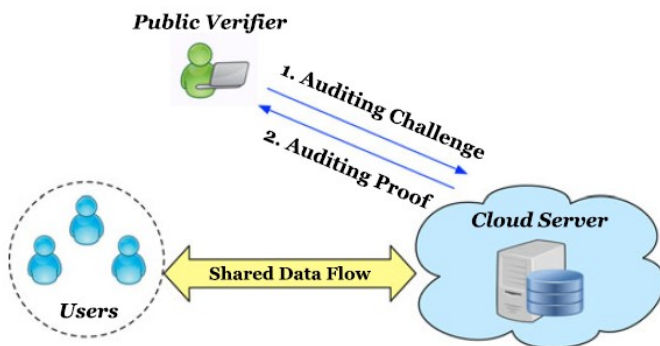 Public Verifier
1. Auditing Challenge
2. Auditing Proof
Cloud Server
Shared Data Flow
Users